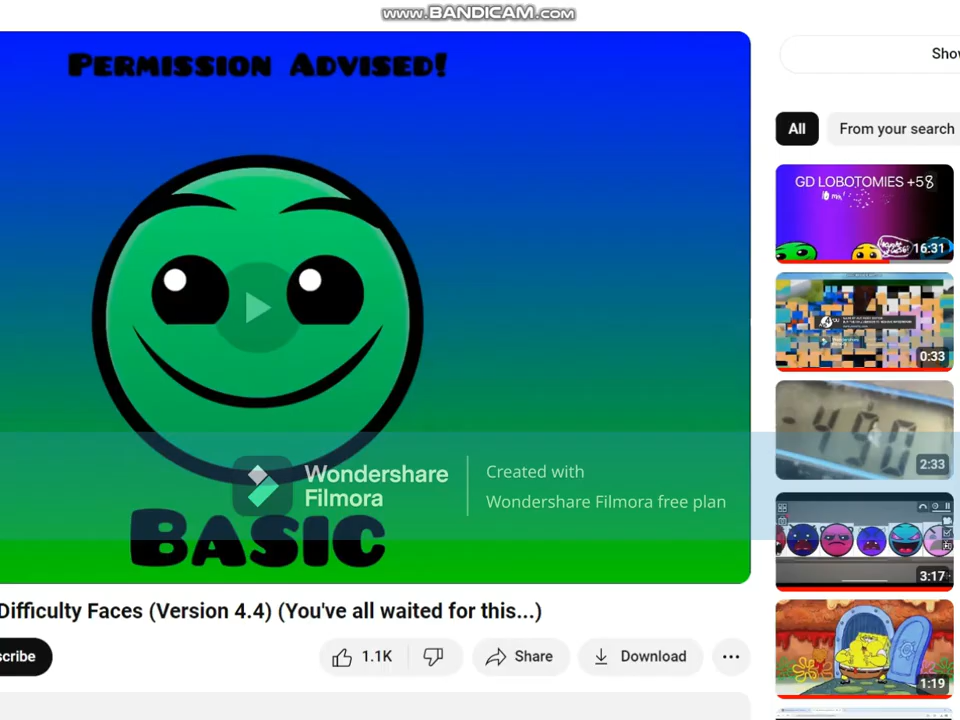 www.BANDICAM.com
Permission Advised!
Show
All
From your search
GD LOBOTOMIES +58
16:31
0:33
-490
2:33
Wondershare
Filmora
Created with
Wondershare Filmora free plan
Basic
3:17
Difficulty Faces (Version 4.4) (You've all waited for this...)
scribe
1.1K
Share
Download
1:19